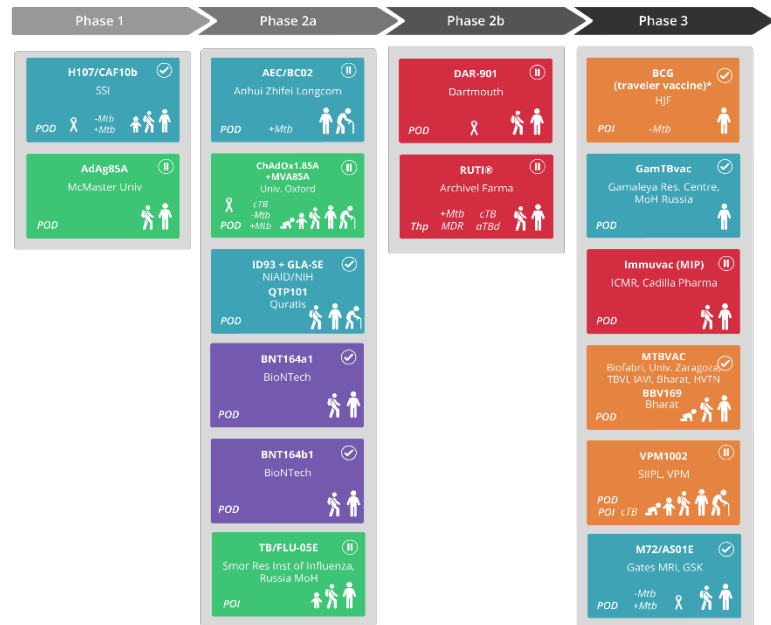 Phase 1
Phase 2a
Phase 2b
Phase 3
H107/CAF10b
SSI
-Mtb
POD +Mtb
AdAg85A
McMaster Univ
POD
AEC/BC02
Anhui Zhifei Longcom
POD +Mtb
ChAdOx1.85A
+MVA85A
Univ. Oxford
cTB
-Mtb
POD +Mtb
ID93 + GLA-SE
NIAID/NIH
QTP101
Quratis
POD
BNT164a1
BioNTech
POD
BNT164b1
BioNTech
POD
TB/FLU-05E
Smor Res Inst of Influenza,
Russia MoH
POI
DAR-901
Dartmouth
POD
RUTI®
Archivel Farma
+Mtb cTB
Thp MDR aTBd
BCG
(traveler vaccine)*
HJF
POI -Mtb
GamTBvac
Gamaleya Res. Centre,
MoH Russia
POD
Immuvac (MIP)
ICMR, Cadilla Pharma
POD
MTBVAC
Biofabri, Univ. Zaragoza,
TBVI, IAVI, Bharat, HVTN
BBV169
Bharat
POD
VPM1002
SIIPL, VPM
POD
POI cTB
M72/AS01E
Gates MRI, GSK
-Mtb
POD +Mtb